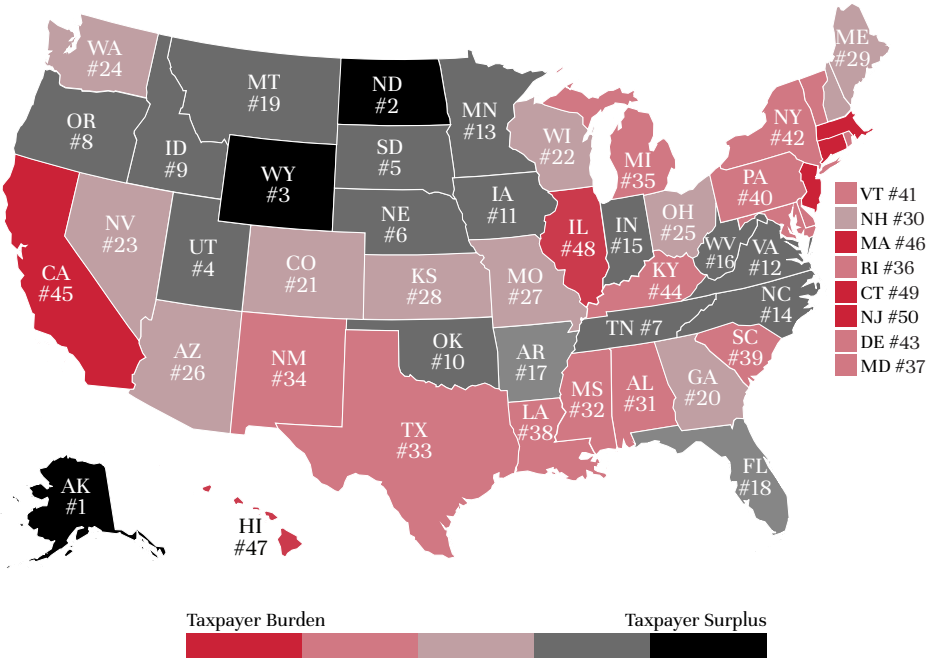 WA
#24
MT
#19
ND
#2
MN
#13
ME
#29
OR
#8
ID
#9
WY
#3
SD
#5
WI
#22
MI
#35
NY
#42
NV
#23
UT
#4
CO
#21
NE
#6
IA
#11
IL
#48
IN
#15
OH
#25
PA
#40
WV
#16
VA
#12
CA
#45
KS
#28
MO
#27
KY
#44
NC
#14
AZ
#26
NM
#34
OK
#10
AR
#17
TN #7
SC
#39
TX
#33
LA
#38
MS
#32
AL
#31
GA
#20
FL
#18
AK
#1
HI
#47
VT #41
NH #30
MA #46
RI #36
CT #49
NJ #50
DE #43
MD #37
Taxpayer Burden
Taxpayer Surplus